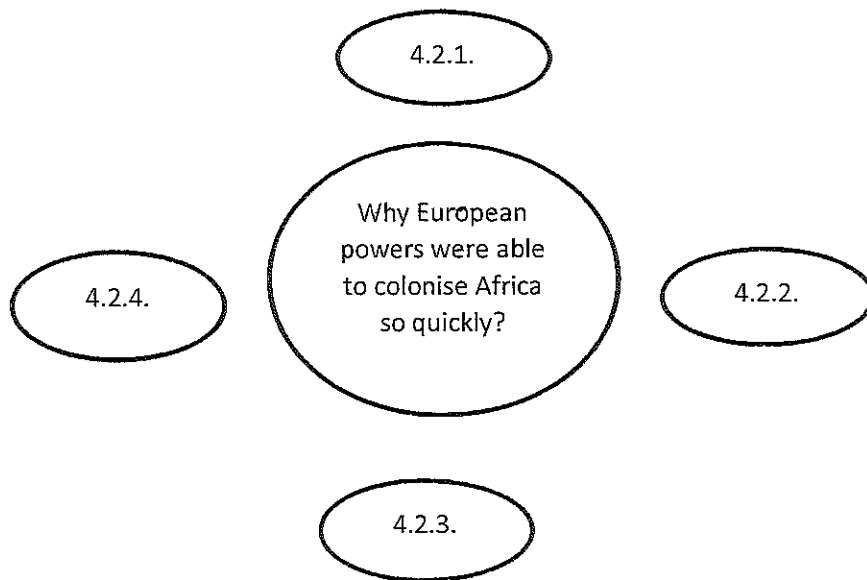 4.2.1.
Why European
powers were able
to colonise Africa
so quickly?
4.2.4.
4.2.2.
4.2.3.